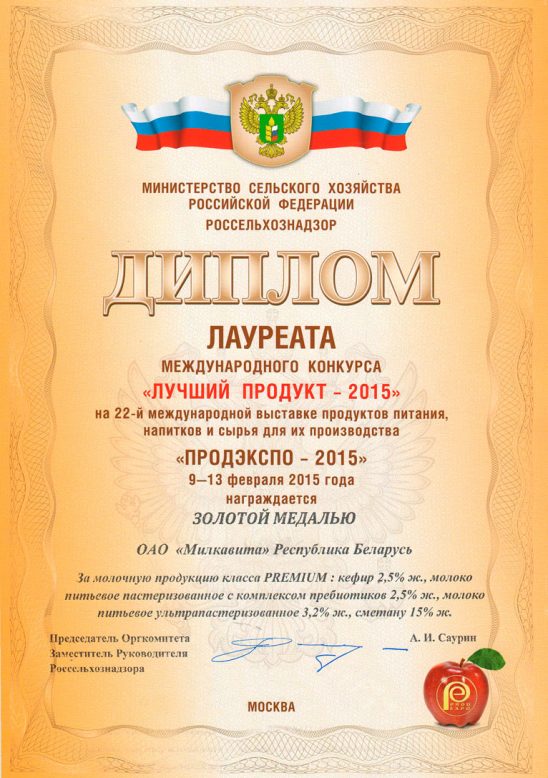 МИНИСТЕРСТВО СЕЛЬСКОГО ХОЗЯЙСТВА
РОССИЙСКОЙ ФЕДЕРАЦИИ
РОССЕЛЬХОЗНАДЗОР
ДИПЛОМ
ЛАУРЕАТА
МЕЖДУНАРОДНОГО КОНКУРСА
«ЛУЧШИЙ ПРОДУКТ - 2015»
на 22-й международной выставке продуктов питания,
напитков и сырья для их производства
«ПРОДЭКСПО - 2015»
9—13 февраля 2015 года
награждается
ЗОЛОТОЙ МЕДАЛЬЮ
ОАО «Милкавита» Республика Беларусь
За молочную продукцию класса PREMIUM : кефир 2,5% ж., молоко
питьевое пастеризованное с комплексом пребиотиков 2,5% ж., молоко
питьевое ультрапастеризованное 3,2% ж., сметану 15% ж.
Председатель Оргкомитета
Заместитель Руководителя
Россельхознадзора
А. И. Саурин
PROD
EXPO
МОСКВА